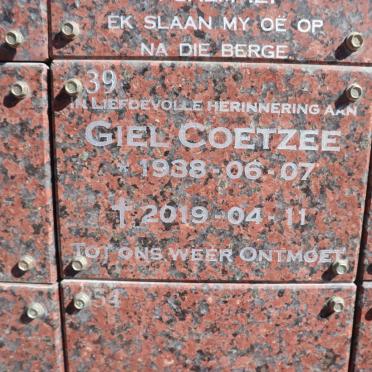 EK SLAAN MY OË OP
NA DIE BERGE
39
IN LIEFDEVOLLE HERINNERING AAN
GIEL COETZEE
* 1938-06-07
† 2019-04-11
TOT ONS WEER ONTMOET
54